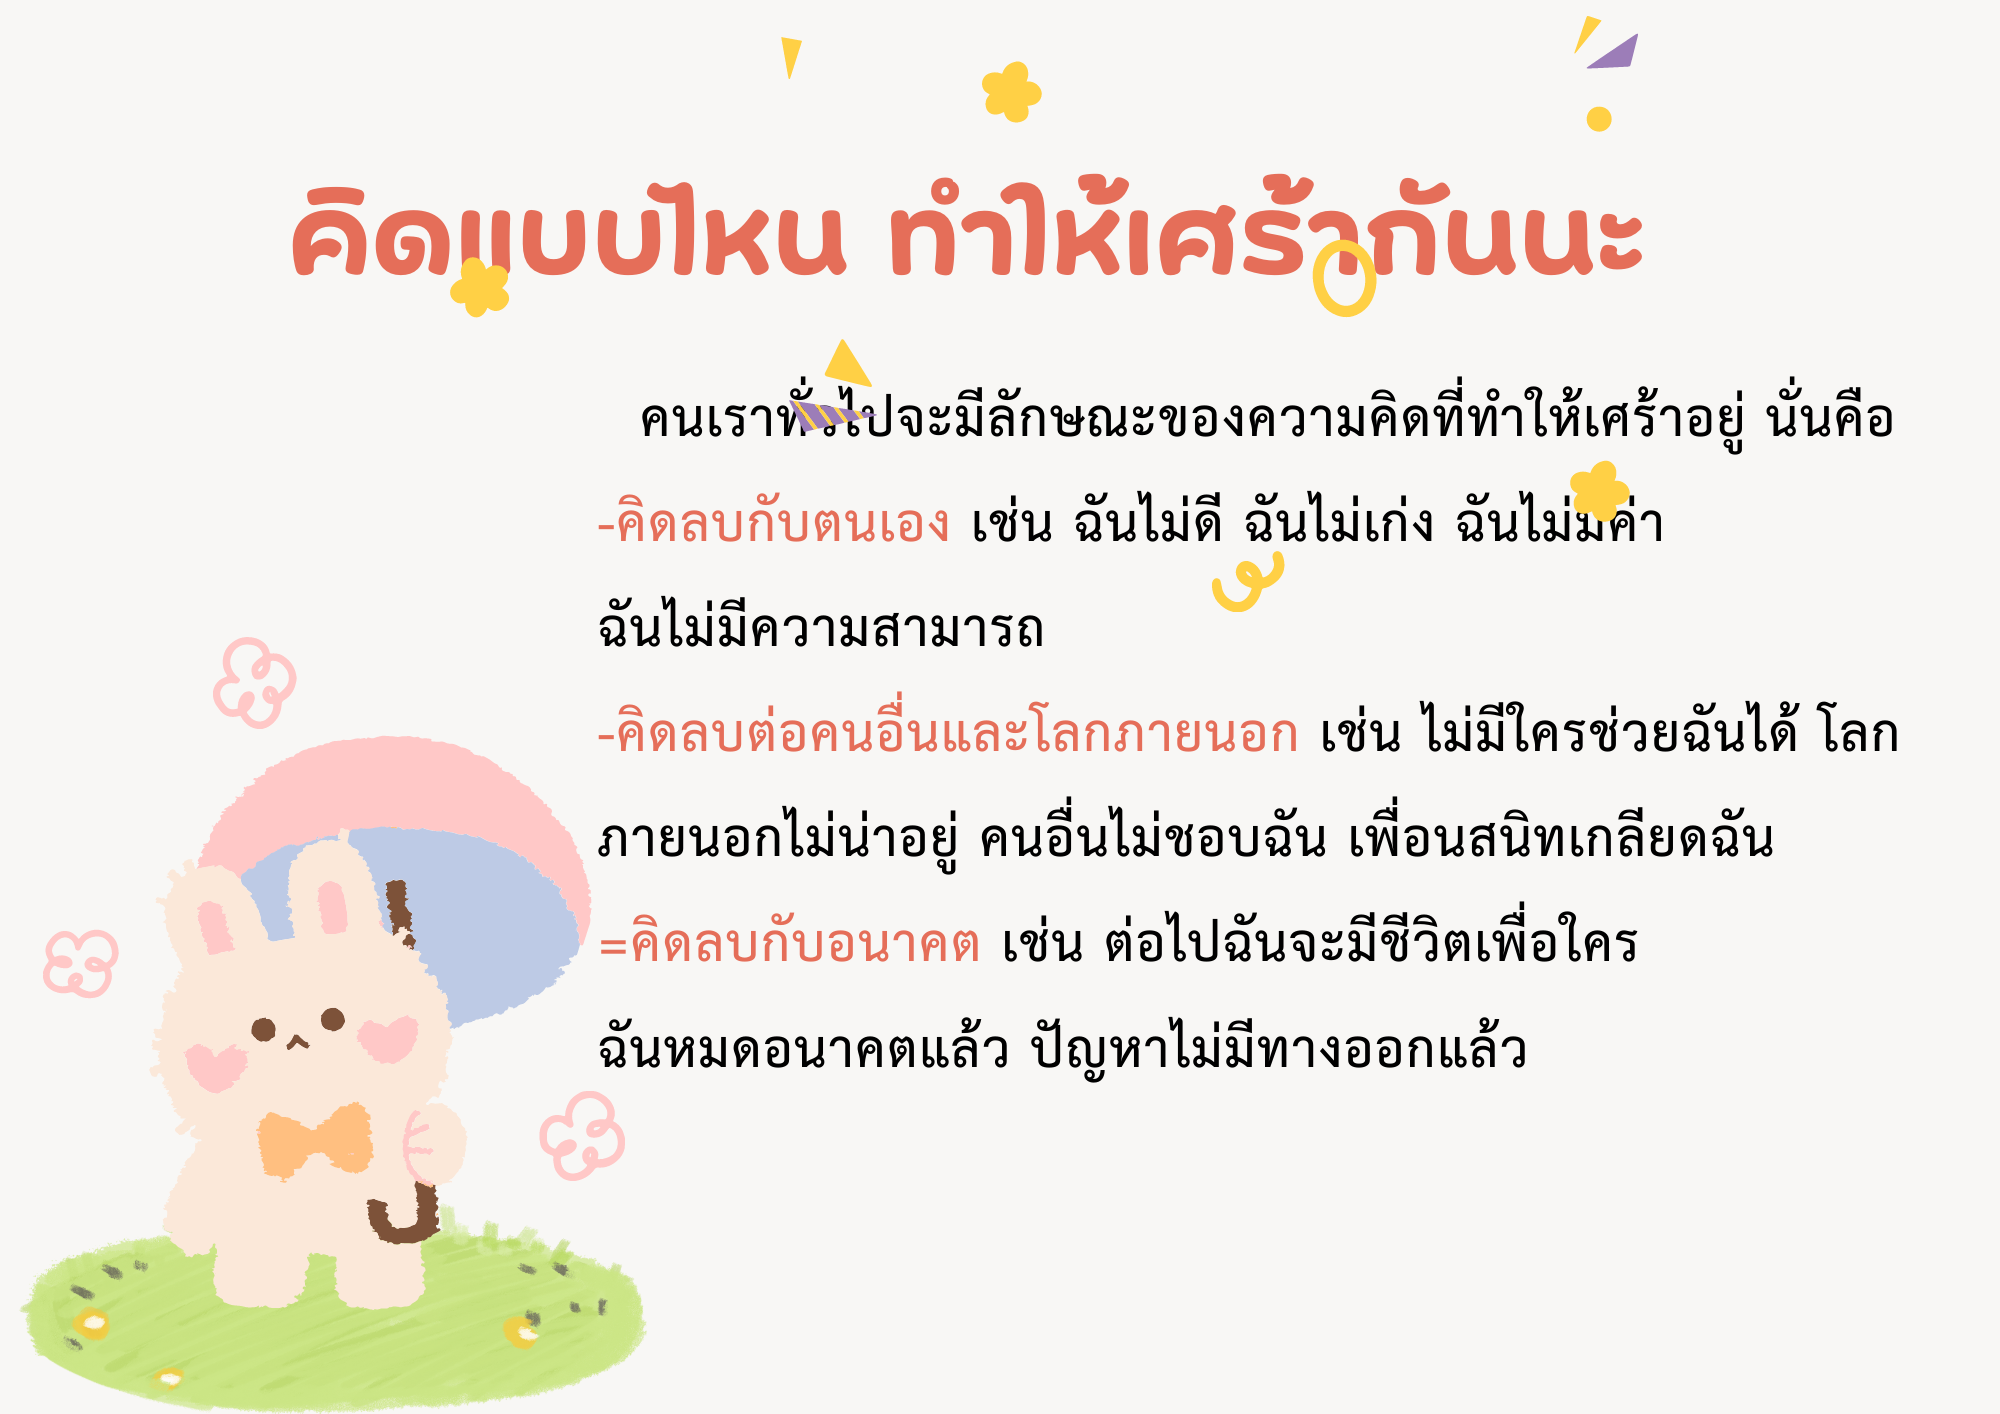 คิดแบบไหน ทำให้เศร้ากันนะ
คนเราทั่วไปจะมีลักษณะของความคิดที่ทำให้เศร้าอยู่ นั่นคือ
-คิดลบกับตนเอง เช่น ฉันไม่ดี ฉันไม่เก่ง ฉันไม่มีค่า
ฉันไม่มีความสามารถ
-คิดลบต่อคนอื่นและโลกภายนอก เช่น ไม่มีใครช่วยฉันได้ โลก
ภายนอกไม่น่าอยู่ คนอื่นไม่ชอบฉัน เพื่อนสนิทเกลียดฉัน
=คิดลบกับอนาคต เช่น ต่อไปฉันจะมีชีวิตเพื่อใคร
ฉันหมดอนาคตแล้ว ปัญหาไม่มีทางออกแล้ว